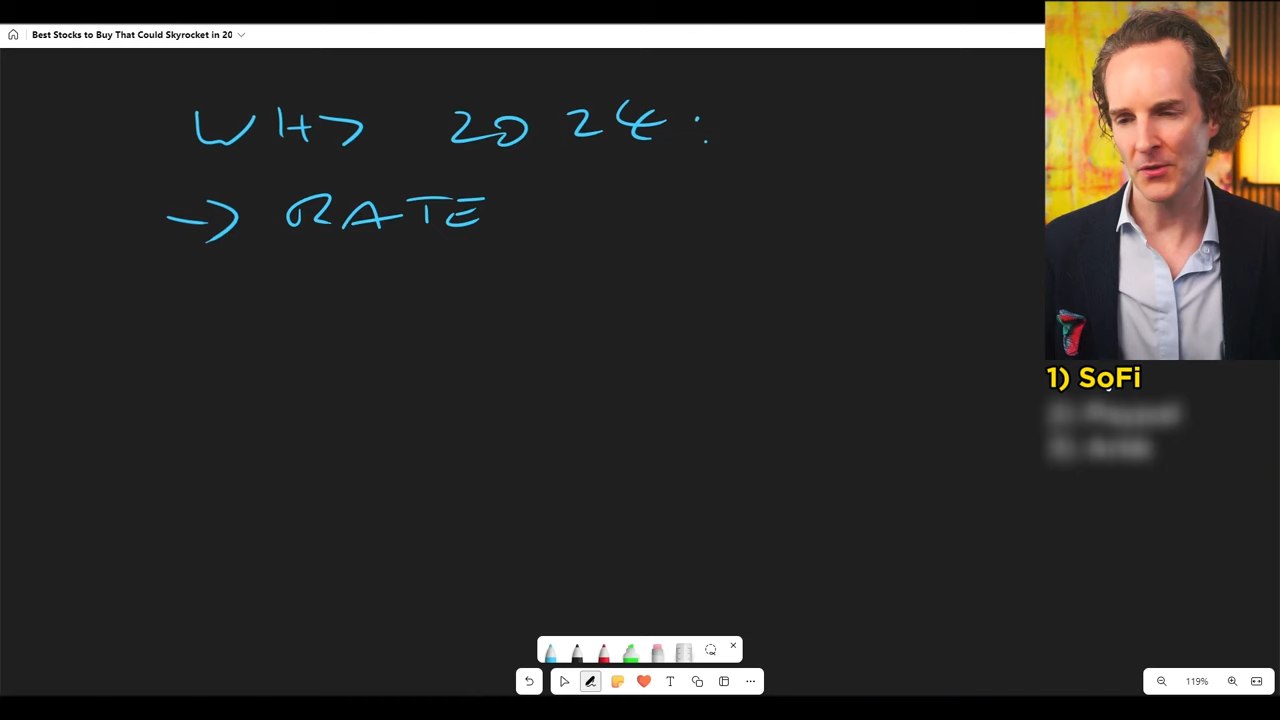 Best Stocks to Buy That Could Skyrocket in 20
WHY 2024:
→ RATE
1) SoFi
119%